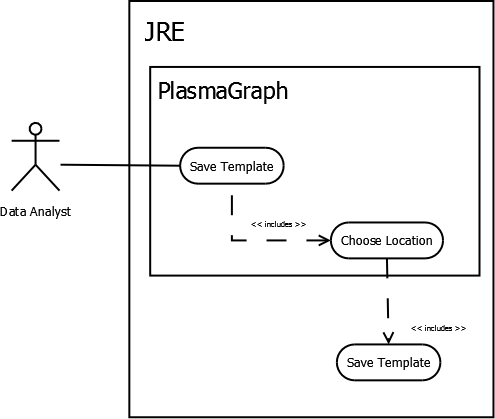 JRE
PlasmaGraph
Data Analyst
Save Template
<< includes >>
Choose Location
<< includes >>
Save Template